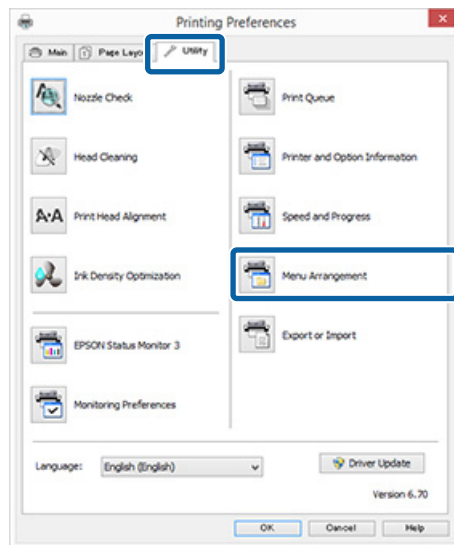 Printing Preferences
Main
Page Layo
Utility
Nozzle Check
Print Queue
Head Cleaning
Printer and Option Information
Print Head Alignment
Speed and Progress
Ink Density Optimization
Menu Arrangement
EPSON Status Monitor 3
Export or Import
Monitoring Preferences
Language:
English (English)
Driver Update
Version 6.70
OK
Cancel
Help